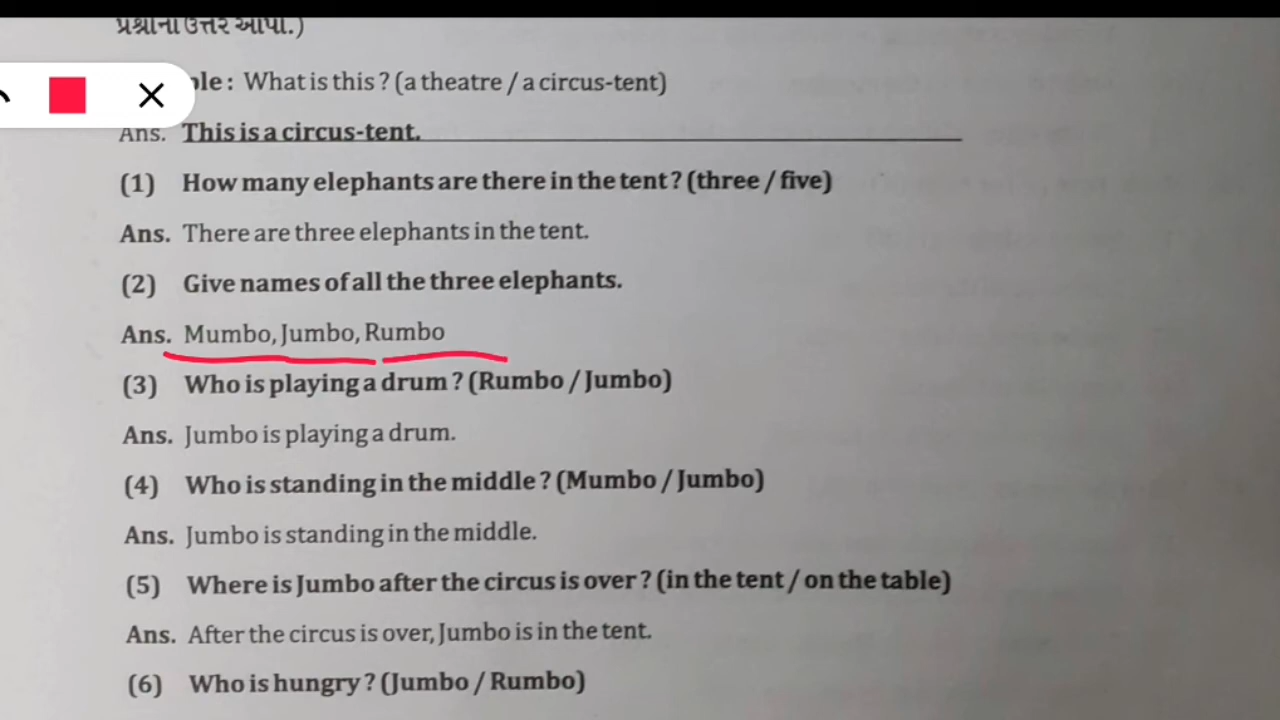 પ્રશ્નોના ઉત્તર આપો.)
ple : What is this ? (a theatre / a circus-tent)
Ans. This is a circus-tent.
(1) How many elephants are there in the tent ? (three / five)
Ans. There are three elephants in the tent.
(2) Give names of all the three elephants.
Ans. Mumbo, Jumbo, Rumbo
(3) Who is playing a drum ? (Rumbo / Jumbo)
Ans. Jumbo is playing a drum.
(4) Who is standing in the middle ? (Mumbo / Jumbo)
Ans. Jumbo is standing in the middle.
(5) Where is Jumbo after the circus is over ? (in the tent / on the table)
Ans. After the circus is over, Jumbo is in the tent.
(6) Who is hungry ? (Jumbo / Rumbo)